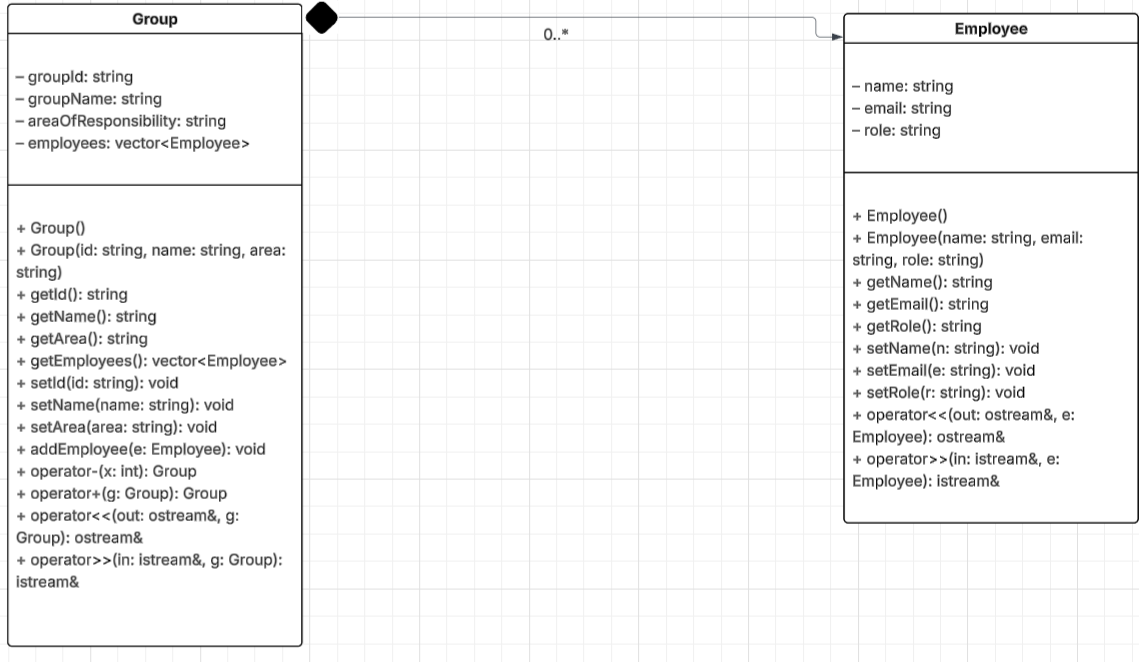 Group
– groupId: string
– groupName: string
– areaOfResponsibility: string
– employees: vector<Employee>
+ Group()
+ Group(id: string, name: string, area:
string)
+ getId(): string
+ getName(): string
+ getArea(): string
+ getEmployees(): vector<Employee>
+ setId(id: string): void
+ setName(name: string): void
+ setArea(area: string): void
+ addEmployee(e: Employee): void
+ operator-(x: int): Group
+ operator+(g: Group): Group
+ operator<<(out: ostream&, g:
Group): ostream&
+ operator>>(in: istream&, g: Group):
istream&
0..*
Employee
– name: string
– email: string
– role: string
+ Employee()
+ Employee(name: string, email:
string, role: string)
+ getName(): string
+ getEmail(): string
+ getRole(): string
+ setName(n: string): void
+ setEmail(e: string): void
+ setRole(r: string): void
+ operator<<(out: ostream&, e:
Employee): ostream&
+ operator>>(in: istream&, e:
Employee): istream&